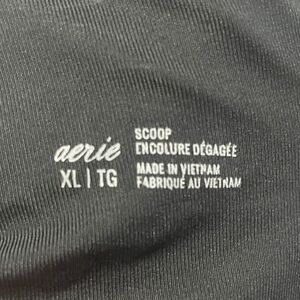 aerie
XL | TG
SCOOP
ENCOLURE DÉGAGÉE
MADE IN VIETNAM
FABRIQUÉ AU VIETNAM